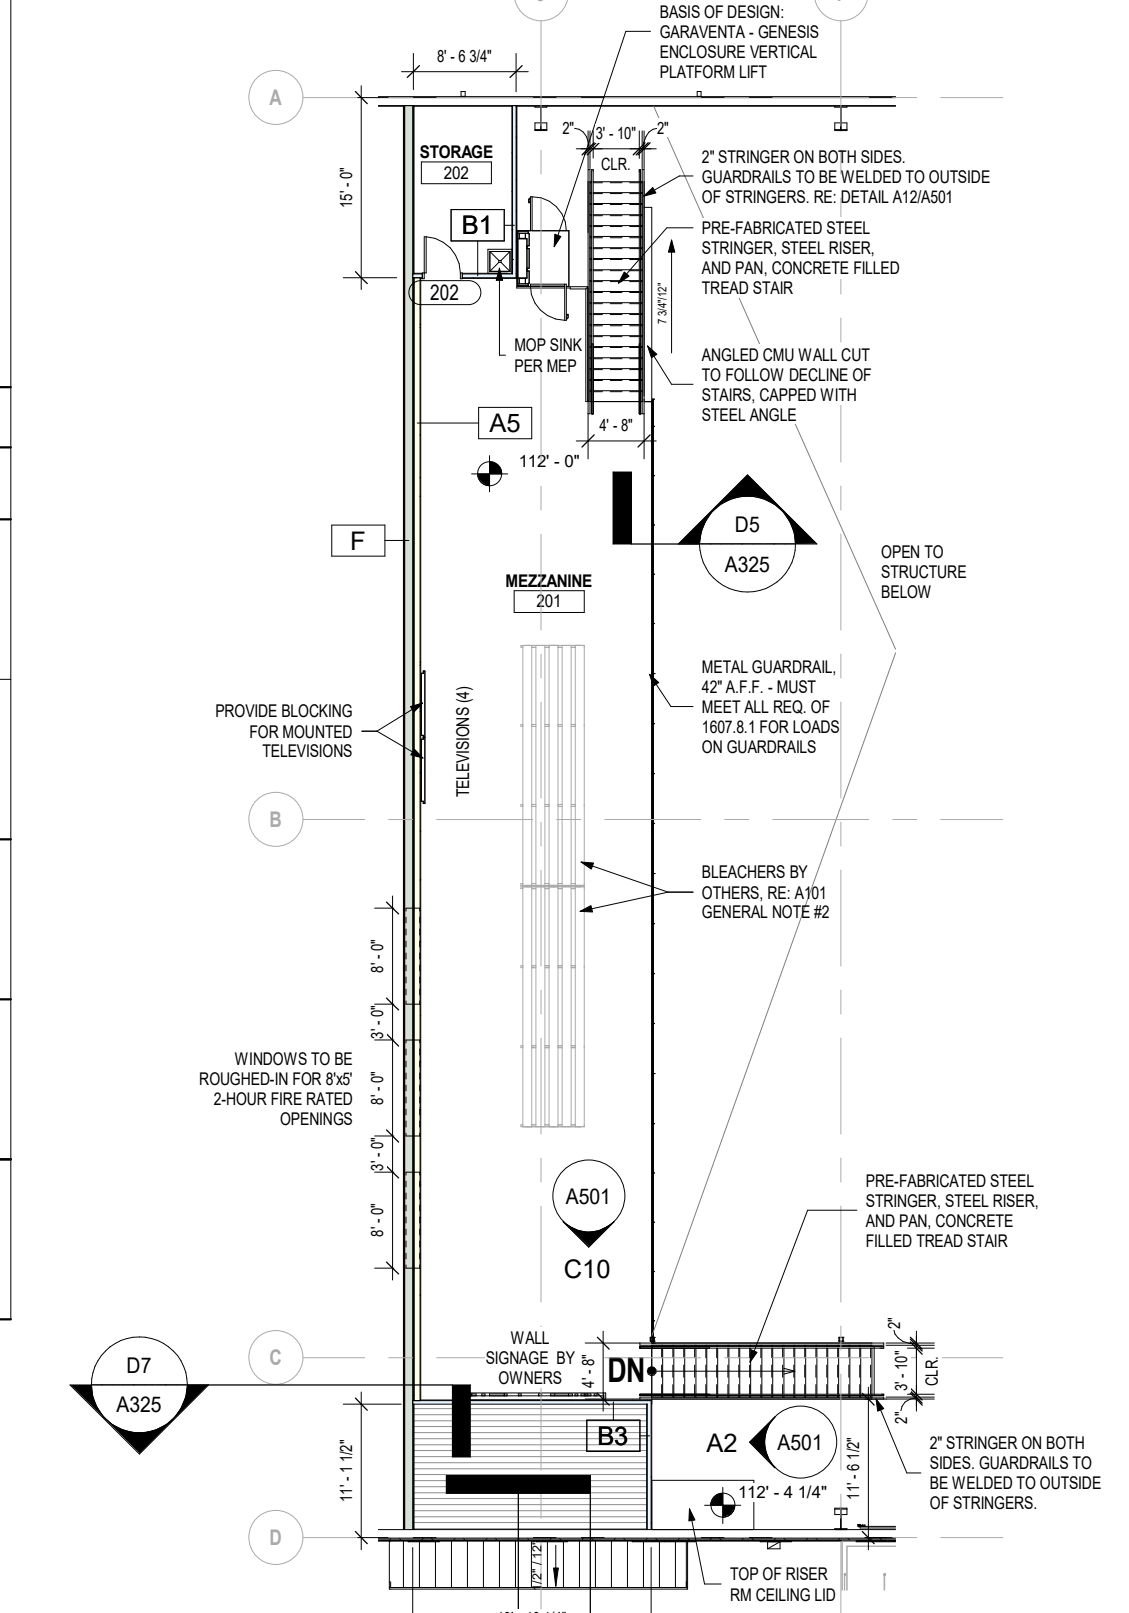 BASIS OF DESIGN:
GARAVENTA - GENESIS
ENCLOSURE VERTICAL
PLATFORM LIFT
8' - 6 3/4"
A
15' - 0"
STORAGE
202
B1
202
MOP SINK
PER MEP
2"
3' - 10"
2"
CLR.
2" STRINGER ON BOTH SIDES.
GUARDRAILS TO BE WELDED TO OUTSIDE
OF STRINGERS. RE: DETAIL A12/A501
PRE-FABRICATED STEEL
STRINGER, STEEL RISER,
AND PAN, CONCRETE FILLED
TREAD STAIR
7 3/4"/12"
ANGLED CMU WALL CUT
TO FOLLOW DECLINE OF
STAIRS, CAPPED WITH
STEEL ANGLE
A5
4' - 8"
112' - 0"
F
D5
A325
OPEN TO
STRUCTURE
BELOW
MEZZANINE
201
METAL GUARDRAIL,
42" A.F.F. - MUST
MEET ALL REQ. OF
1607.8.1 FOR LOADS
ON GUARDRAILS
PROVIDE BLOCKING
FOR MOUNTED
TELEVISIONS
TELEVISIONS (4)
B
BLEACHERS BY
OTHERS, RE: A101
GENERAL NOTE #2
8' - 0"
3' - 0"
WINDOWS TO BE
ROUGHED-IN FOR 8'x5'
2-HOUR FIRE RATED
OPENINGS
8' - 0"
3' - 0"
8' - 0"
A501
C10
PRE-FABRICATED STEEL
STRINGER, STEEL RISER,
AND PAN, CONCRETE
FILLED TREAD STAIR
C
D7
A325
WALL
SIGNAGE BY
OWNERS
4' - 8"
DN
2"
3' - 10"
CLR.
2"
B3
A2
A501
11' - 1 1/2"
11' - 6 1/2"
2" STRINGER ON BOTH
SIDES. GUARDRAILS TO
BE WELDED TO OUTSIDE
OF STRINGERS.
112' - 4 1/4"
D
1/2" / 12"
TOP OF RISER
RM CEILING LID